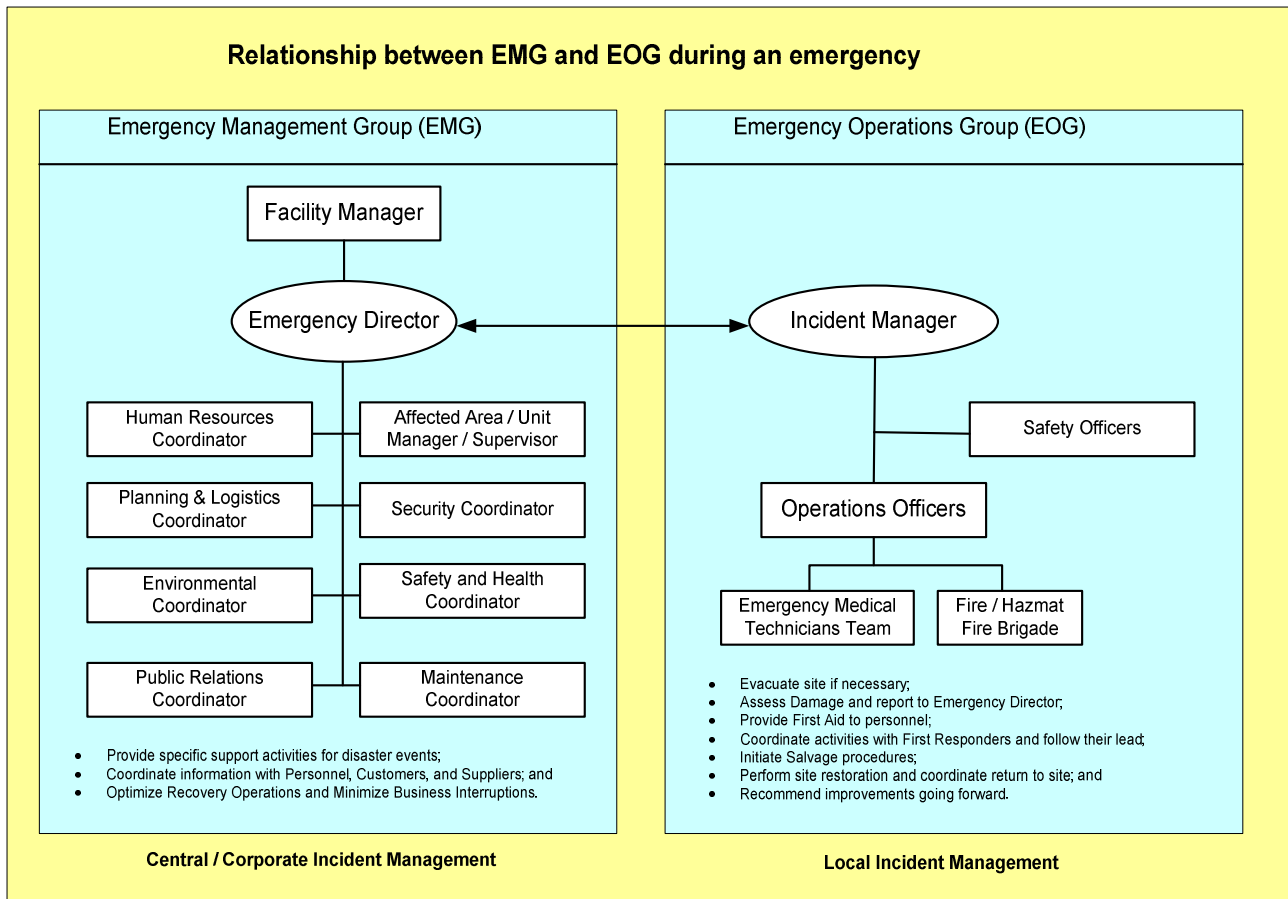 Relationship between EMG and EOG during an emergency
Emergency Management Group (EMG)
Facility Manager
Emergency Director
Human Resources
Coordinator
Affected Area / Unit
Manager / Supervisor
Planning & Logistics
Coordinator
Security Coordinator
Environmental
Coordinator
Safety and Health
Coordinator
Public Relations
Coordinator
Maintenance
Coordinator
• Provide specific support activities for disaster events;
• Coordinate information with Personnel, Customers, and Suppliers; and
• Optimize Recovery Operations and Minimize Business Interruptions.
Central / Corporate Incident Management
Emergency Operations Group (EOG)
Incident Manager
Safety Officers
Operations Officers
Emergency Medical
Technicians Team
Fire / Hazmat
Fire Brigade
• Evacuate site if necessary;
• Assess Damage and report to Emergency Director;
• Provide First Aid to personnel;
• Coordinate activities with First Responders and follow their lead;
• Initiate Salvage procedures;
• Perform site restoration and coordinate return to site; and
• Recommend improvements going forward.
Local Incident Management